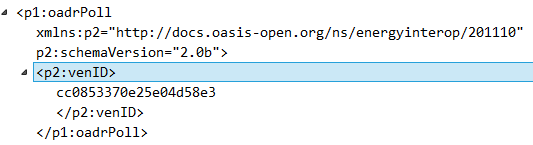 <p1:oadrPoll
xmlns:p2="http://docs.oasis-open.org/ns/energyinterop/201110"
p2:schemaVersion="2.0b">
<p2:venID>
cc0853370e25e04d58e3
</p2:venID>
</p1:oadrPoll>